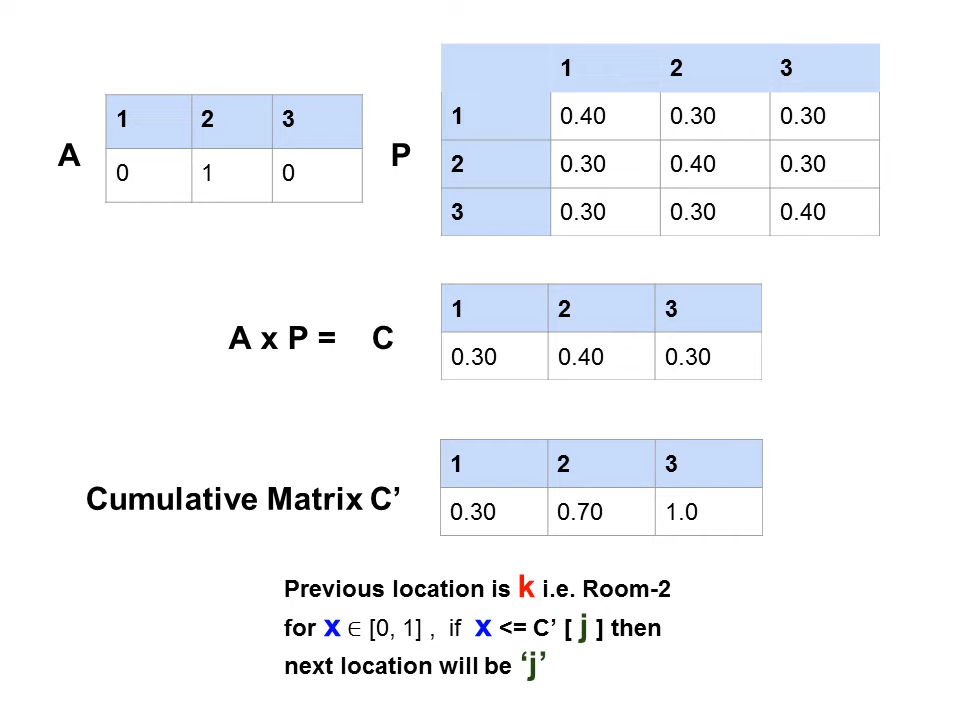 A
1 2 3
0 1 0
P
1 2 3
1 0.40 0.30 0.30
2 0.30 0.40 0.30
3 0.30 0.30 0.40
A x P = C
1 2 3
0.30 0.40 0.30
Cumulative Matrix C’
1 2 3
0.30 0.70 1.0
Previous location is k i.e. Room-2
for x ∈ [0, 1] , if x <= C’ [ j ] then
next location will be ‘j’